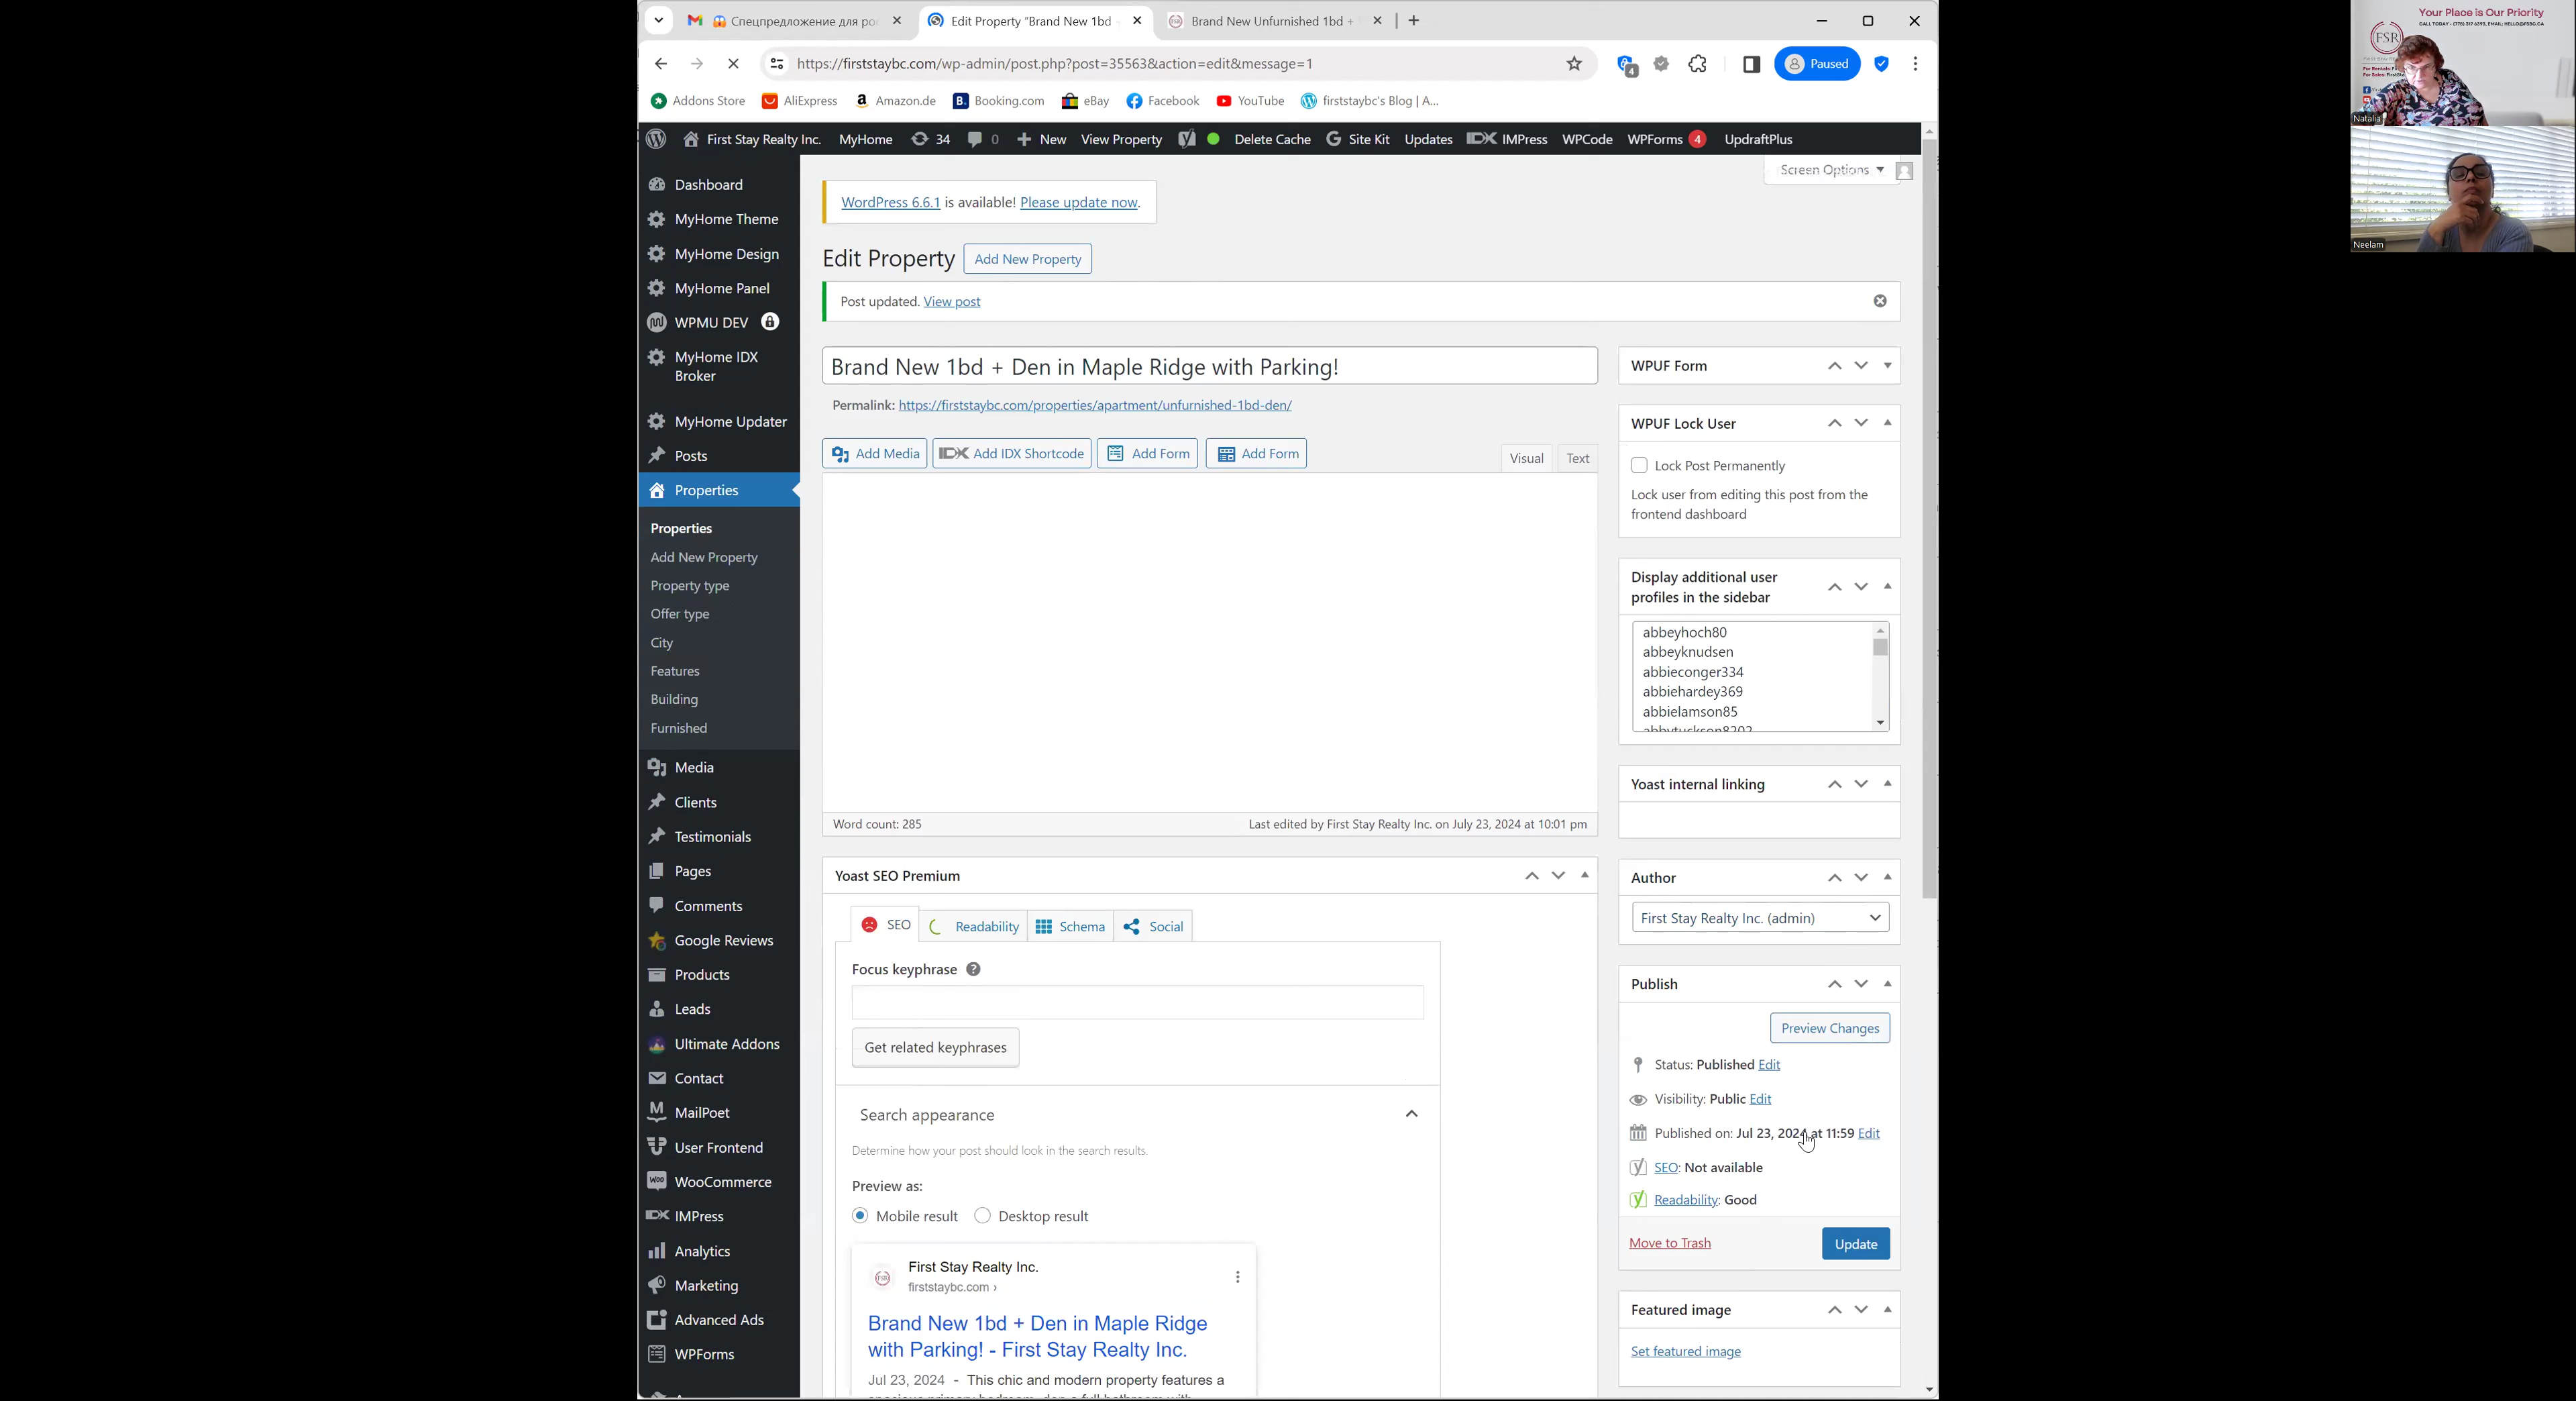 😱 Спецпредложение для ро
Edit Property "Brand New 1bd
Brand New Unfurnished 1bd +
https://firststaybc.com/wp-admin/post.php?post=35563&action=edit&message=1
4
Paused
Addons Store
AliExpress
Amazon.de
Booking.com
eBay
Facebook
YouTube
firststaybc's Blog | A...
First Stay Realty Inc.
MyHome
34
0
New
View Property
Delete Cache
Site Kit
Updates
IMPress
WPCode
WPForms 4
UpdraftPlus
Screen Options
Dashboard
MyHome Theme
MyHome Design
MyHome Panel
WPMU DEV
MyHome IDX
Broker
MyHome Updater
Posts
Properties
Properties
Add New Property
Property type
Offer type
City
Features
Building
Furnished
Media
Clients
Testimonials
Pages
Comments
Google Reviews
Products
Leads
Ultimate Addons
Contact
MailPoet
User Frontend
WooCommerce
IMPress
Analytics
Marketing
Advanced Ads
WPForms
WordPress 6.6.1 is available! Please update now.
Edit Property
Add New Property
Post updated. View post
Brand New 1bd + Den in Maple Ridge with Parking!
Permalink: https://firststaybc.com/properties/apartment/unfurnished-1bd-den/
Add Media
IDX Add IDX Shortcode
Add Form
Add Form
Visual
Text
Word count: 285
Last edited by First Stay Realty Inc. on July 23, 2024 at 10:01 pm
Yoast SEO Premium
SEO
Readability
Schema
Social
Focus keyphrase
Get related keyphrases
Search appearance
Determine how your post should look in the search results.
Preview as:
Mobile result
Desktop result
First Stay Realty Inc.
firststaybc.com ›
Brand New 1bd + Den in Maple Ridge
with Parking! - First Stay Realty Inc.
Jul 23, 2024 - This chic and modern property features a
WPUF Form
WPUF Lock User
Lock Post Permanently
Lock user from editing this post from the
frontend dashboard
Display additional user
profiles in the sidebar
abbeyhoch80
abbeyknudsen
abbieconger334
abbiehardey369
abbielamson85
abbytuckson8202
Yoast internal linking
Author
First Stay Realty Inc. (admin)
Publish
Preview Changes
Status: Published Edit
Visibility: Public Edit
Published on: Jul 23, 2024 at 11:59 Edit
SEO: Not available
Readability: Good
Move to Trash
Update
Featured image
Set featured image
Your Place is Our Priority
CALL TODAY - (778) 317 6393, EMAIL: HELLO@FSBC.CA
FSR
Natalia
Neelam